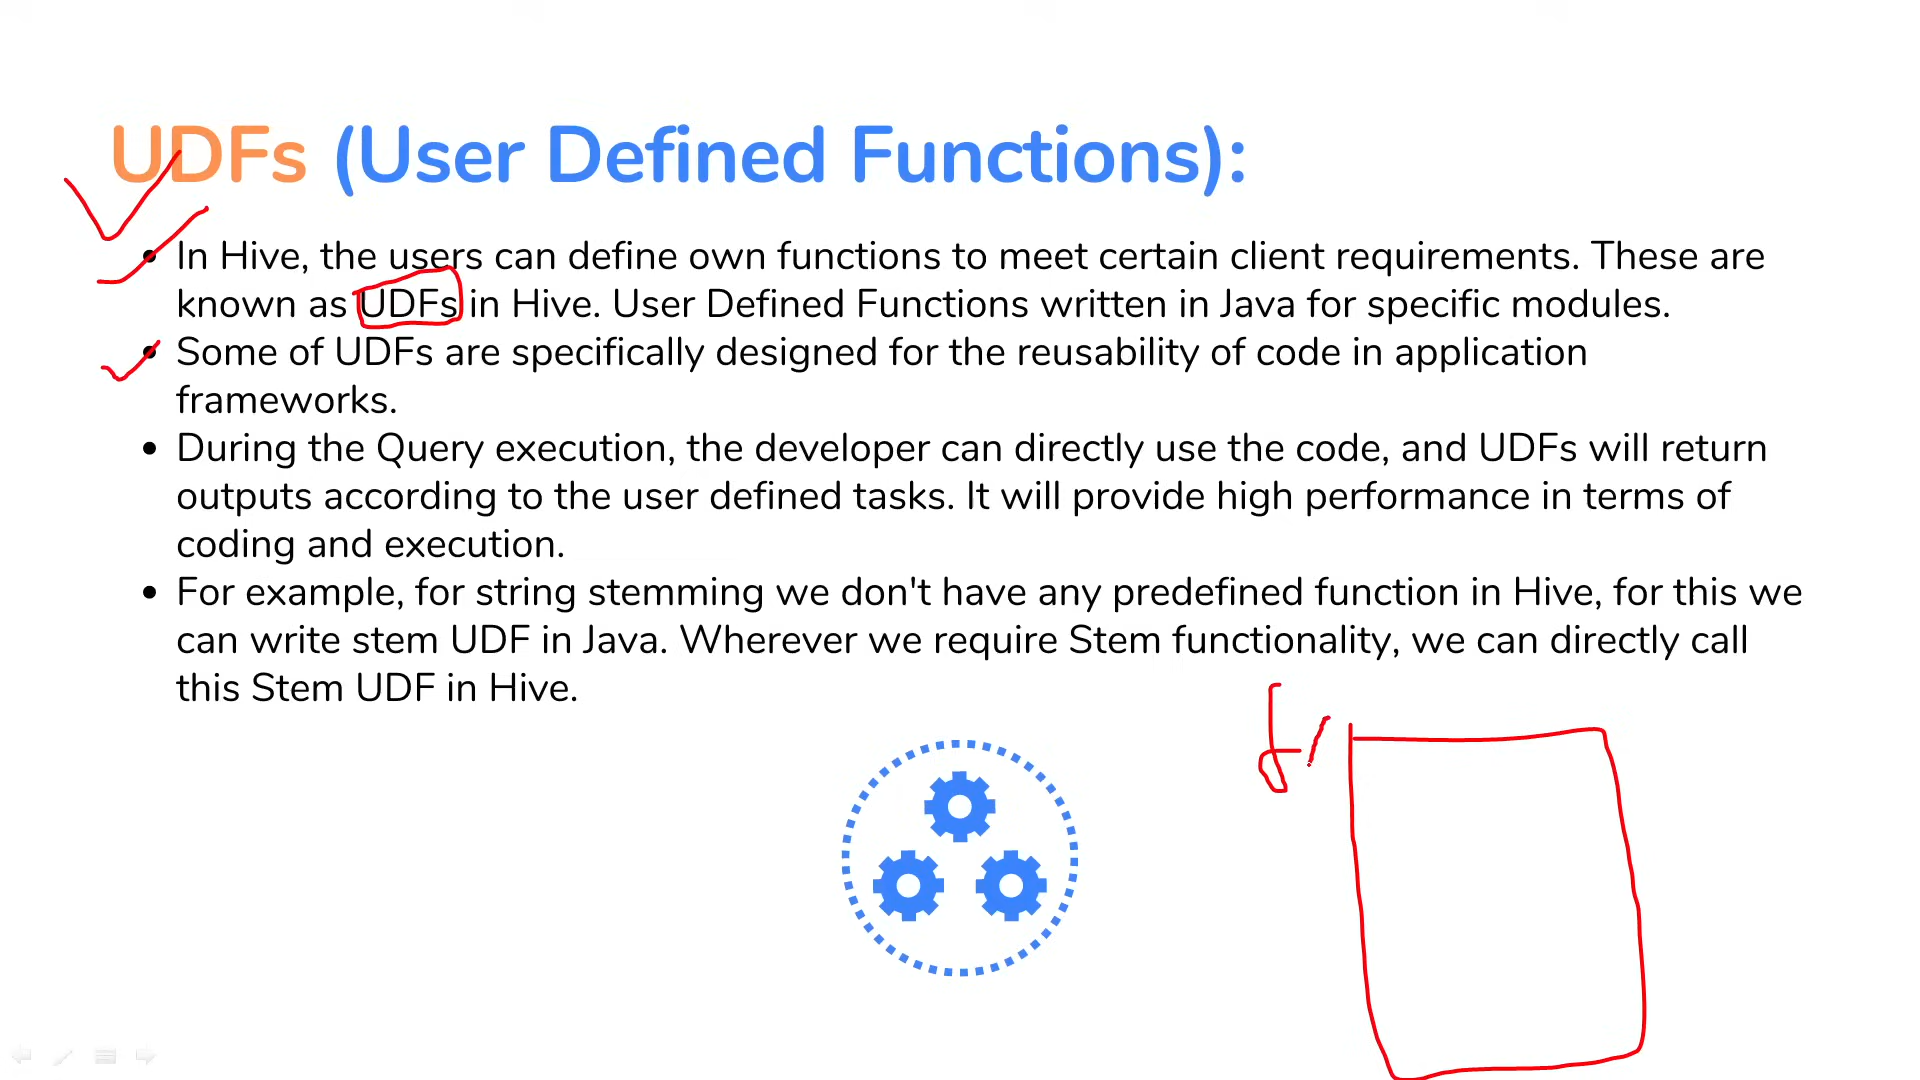 UDFs (User Defined Functions):
• In Hive, the users can define own functions to meet certain client requirements. These are
known as UDFs in Hive. User Defined Functions written in Java for specific modules.
• Some of UDFs are specifically designed for the reusability of code in application
frameworks.
• During the Query execution, the developer can directly use the code, and UDFs will return
outputs according to the user defined tasks. It will provide high performance in terms of
coding and execution.
• For example, for string stemming we don't have any predefined function in Hive, for this we
can write stem UDF in Java. Wherever we require Stem functionality, we can directly call
this Stem UDF in Hive.